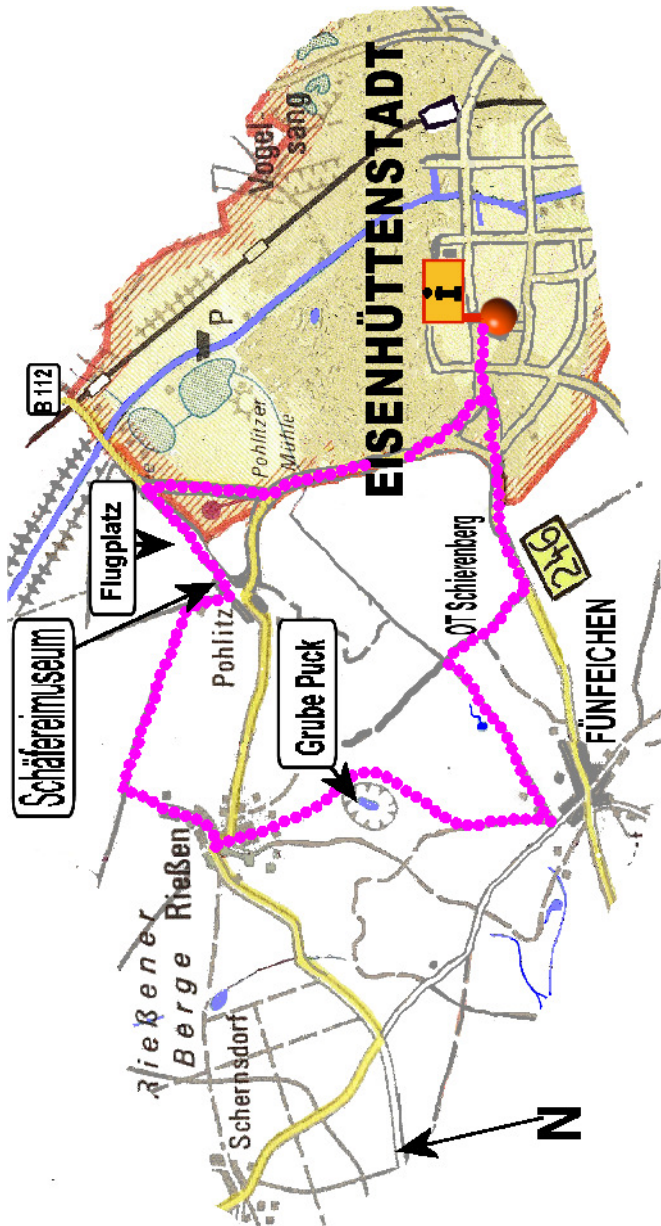 Schäfereimuseum
B 112
Flugplatz
Rießener
Berge
Rießen
Schernsdorf
Pohlitz
P
Vogel-
sang
Pohlitzer
Mühle
Grube Puck
EISENHÜTTENSTADT
i
OT Schierenberg
246
N
FÜNFEICHEN